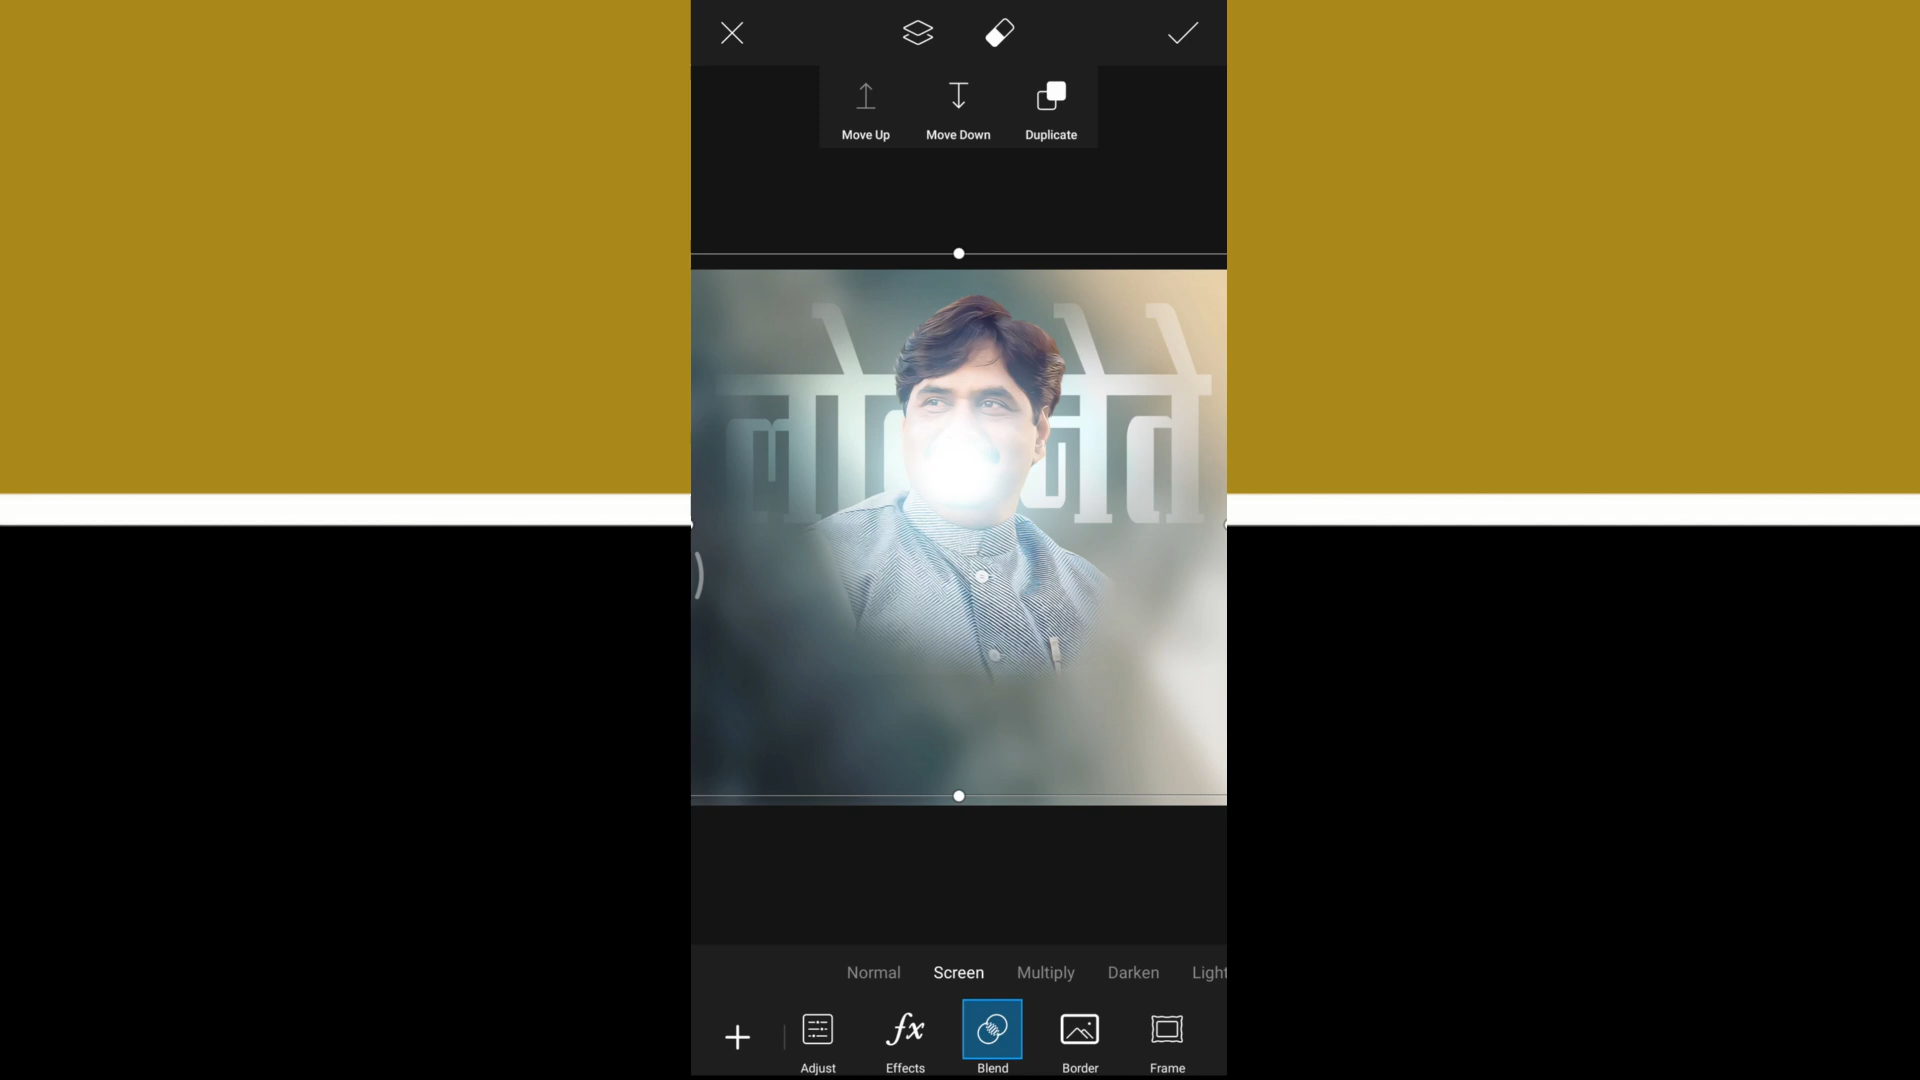 Move Up Move Down Duplicate
Normal Screen Multiply Darken Light
Adjust Effects Blend Border Frame